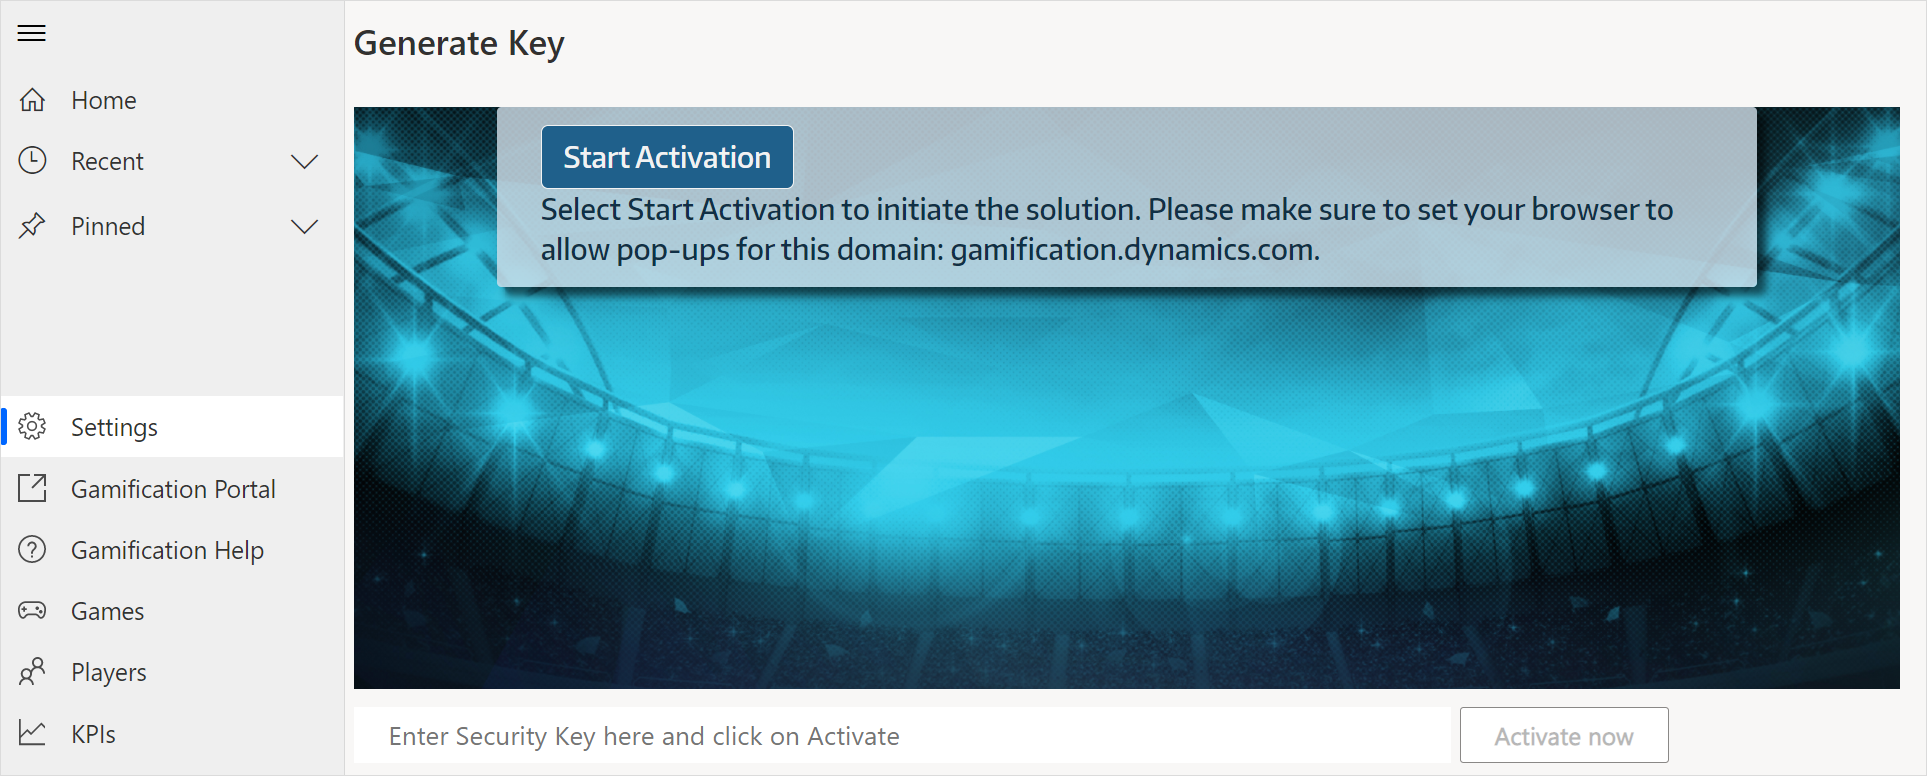 Home
Recent
Pinned
Settings
Gamification Portal
Gamification Help
Games
Players
KPIs
Generate Key
Start Activation
Select Start Activation to initiate the solution. Please make sure to set your browser to
allow pop-ups for this domain: gamification.dynamics.com.
Enter Security Key here and click on Activate
Activate now